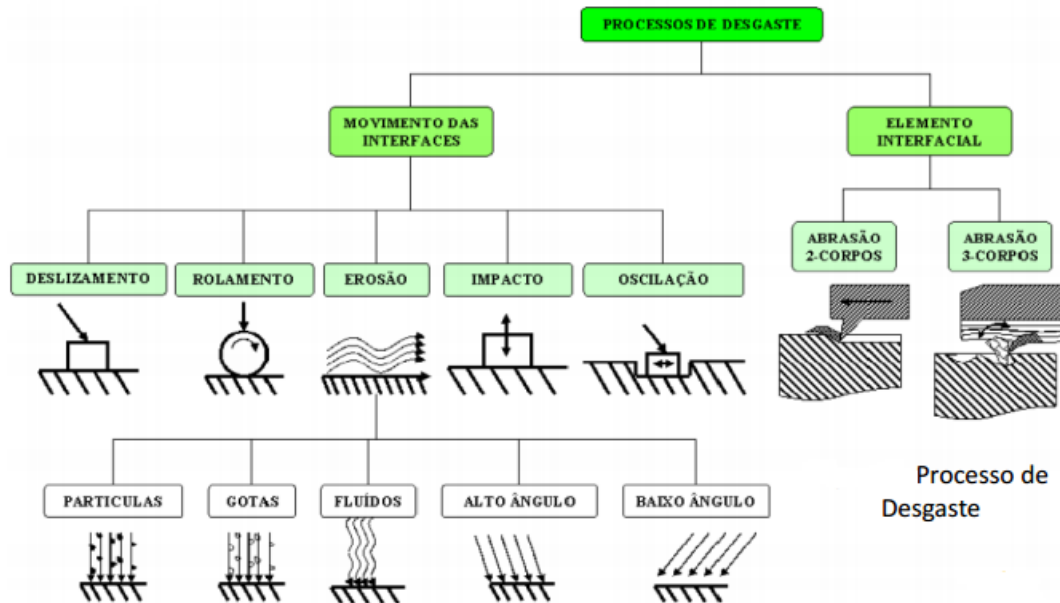 PROCESSOS DE DESGASTE
MOVIMENTO DAS
INTERFACES
ELEMENTO
INTERFACIAL
ABRASÃO
2-CORPOS
ABRASÃO
3-CORPOS
DESLIZAMENTO
ROLAMENTO
EROSÃO
IMPACTO
OSCILAÇÃO
PARTICULAS
GOTAS
FLUÍDOS
ALTO ÂNGULO
BAIXO ÂNGULO
Processo de
Desgaste